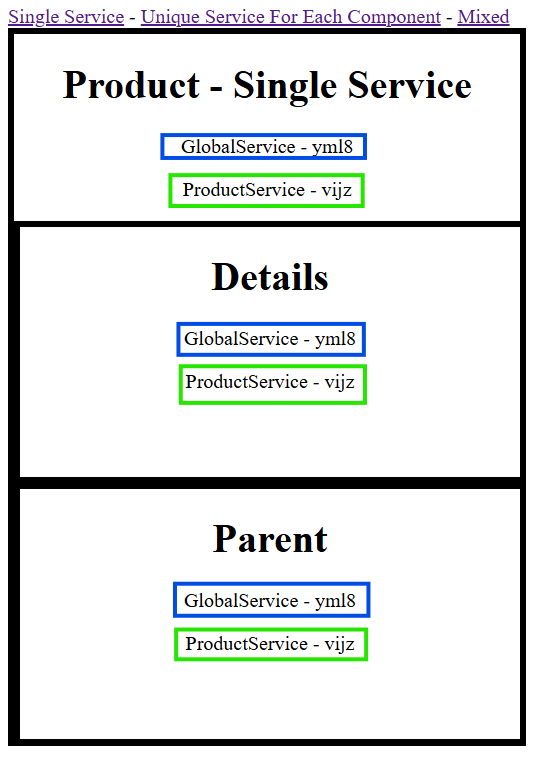 Single Service - Unique Service For Each Component - Mixed
Product - Single Service
GlobalService - yml8
ProductService - vijz
Details
GlobalService - yml8
ProductService - vijz
Parent
GlobalService - yml8
ProductService - vijz